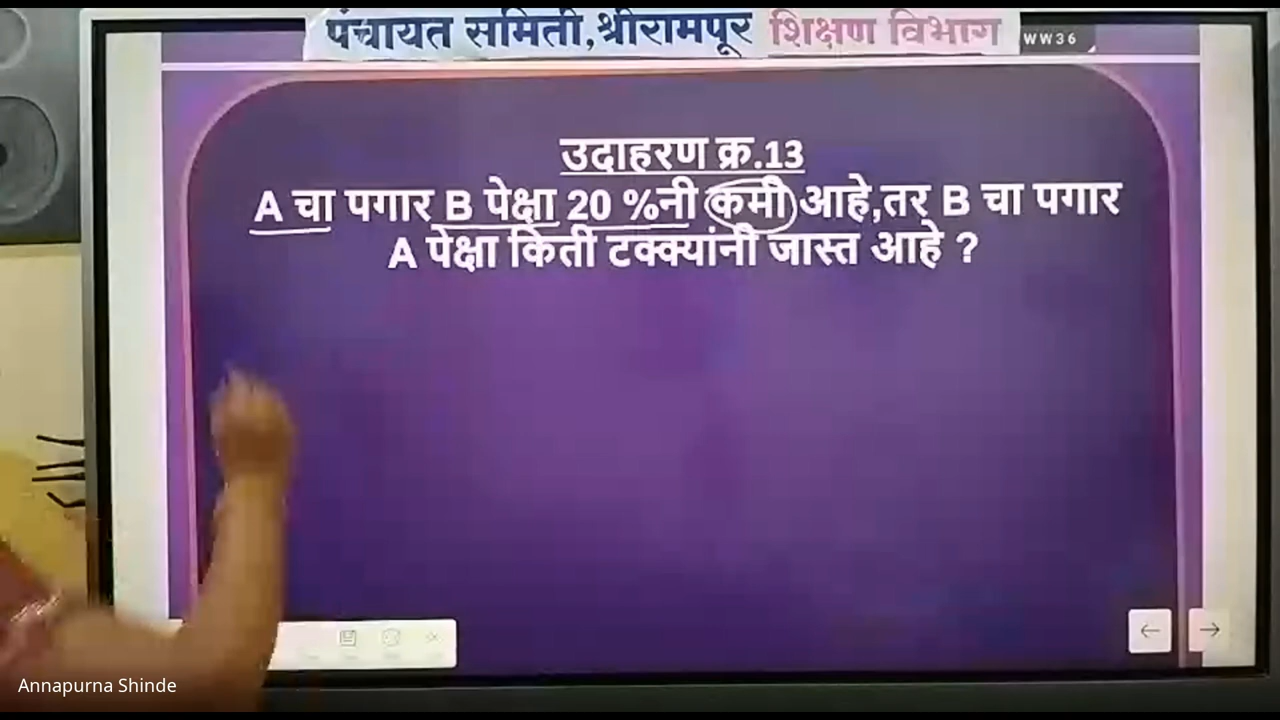 पंचायत समिती,श्रीरामपूर शिक्षण विभाग
WW36
उदाहरण क्र.13
A चा पगार B पेक्षा 20 %नी कमी आहे,तर B चा पगार
A पेक्षा किती टक्क्यांनी जास्त आहे ?
Annapurna Shinde